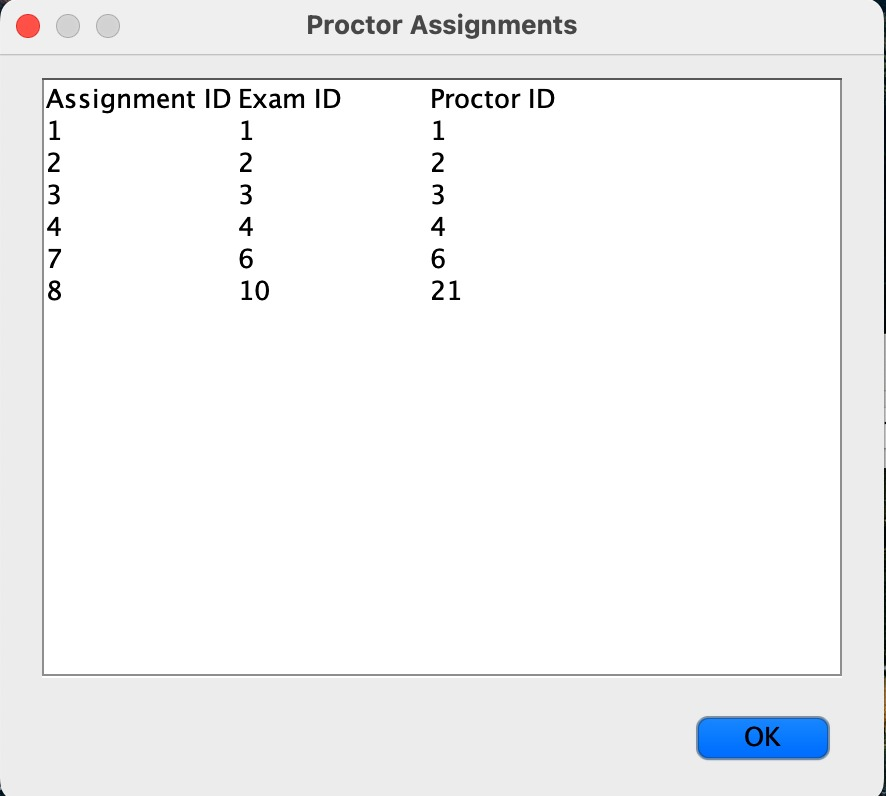 Proctor Assignments
Assignment ID Exam ID Proctor ID
1 1 1
2 2 2
3 3 3
4 4 4
7 6 6
8 10 21
OK